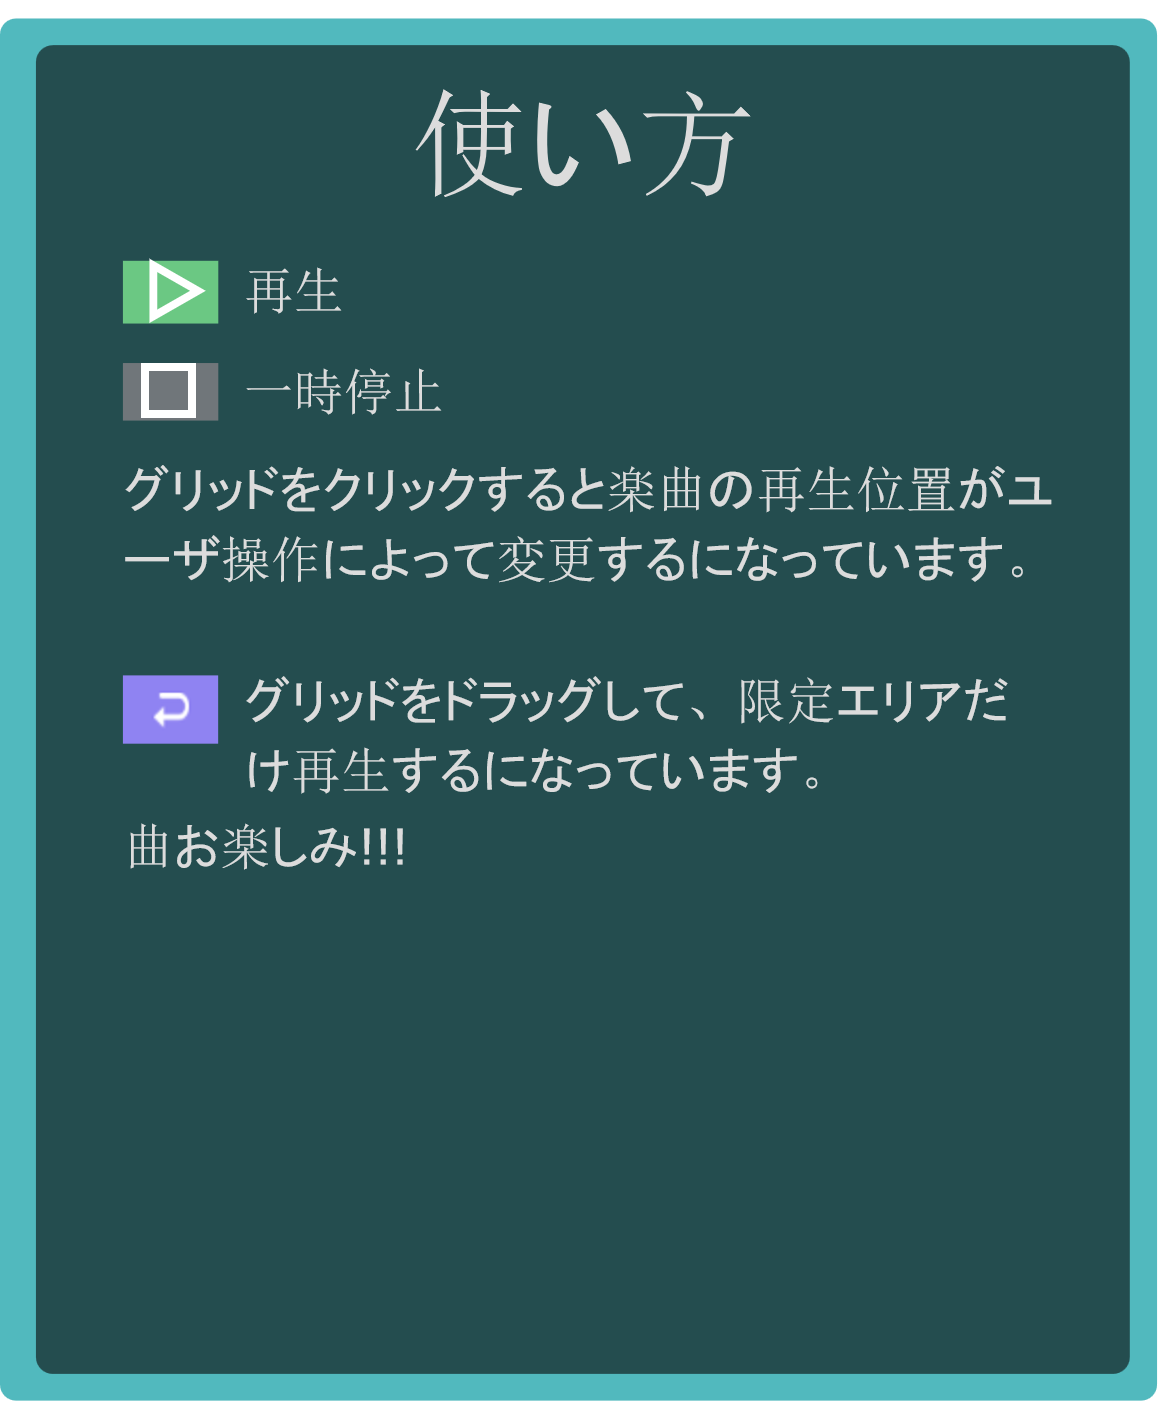 使い方
再生
一時停止
グリッドをクリックすると楽曲の再生位置がユ
ーザ操作によって変更するになっています。
グリッドをドラッグして、限定エリアだ
け再生するになっています。
曲お楽しみ!!!